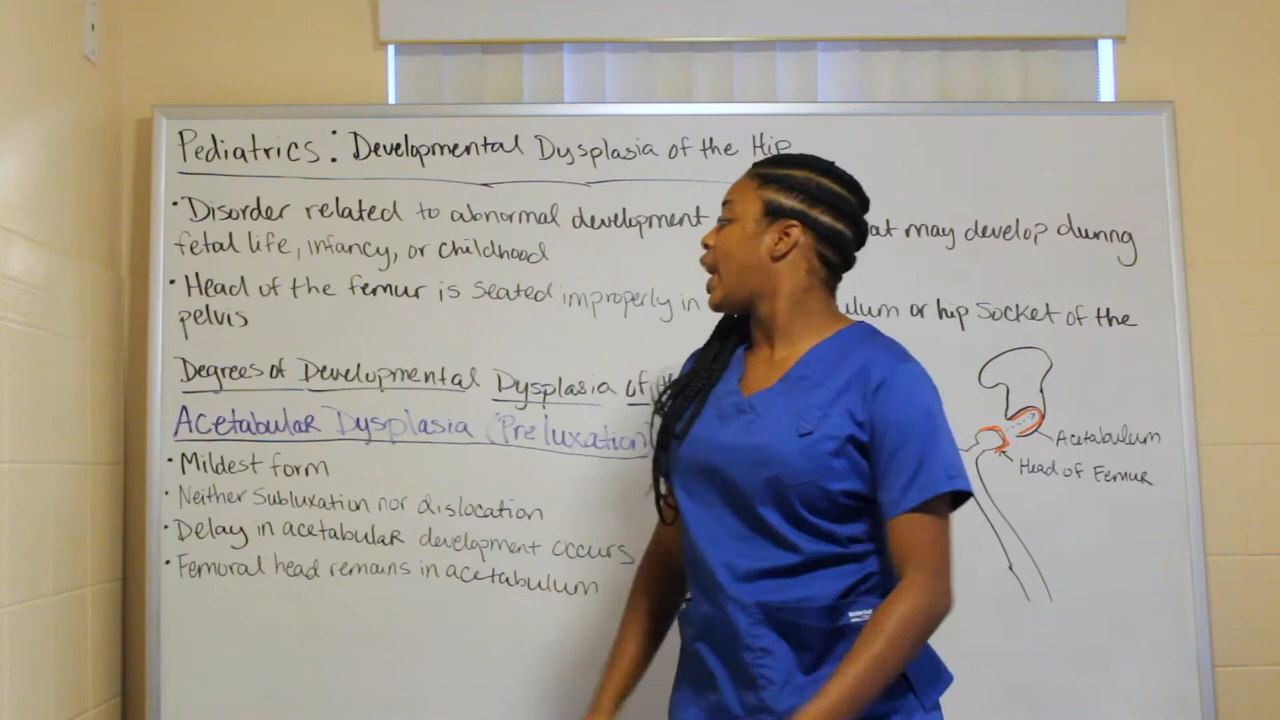 Pediatrics: Developmental Dysplasia of the Hip
• Disorder related to abnormal development at may develop during
fetal life, infancy, or childhood
• Head of the femur is seated improperly in ulum or hip socket of the
pelvis
Degrees of Developmental Dysplasia of th
Acetabular Dysplasia (Preluxation)
• Mildest form
• Neither subluxation nor dislocation
• Delay in acetabular development occurs
• Femoral head remains in acetabulum
Acetabulum
Head of Femur